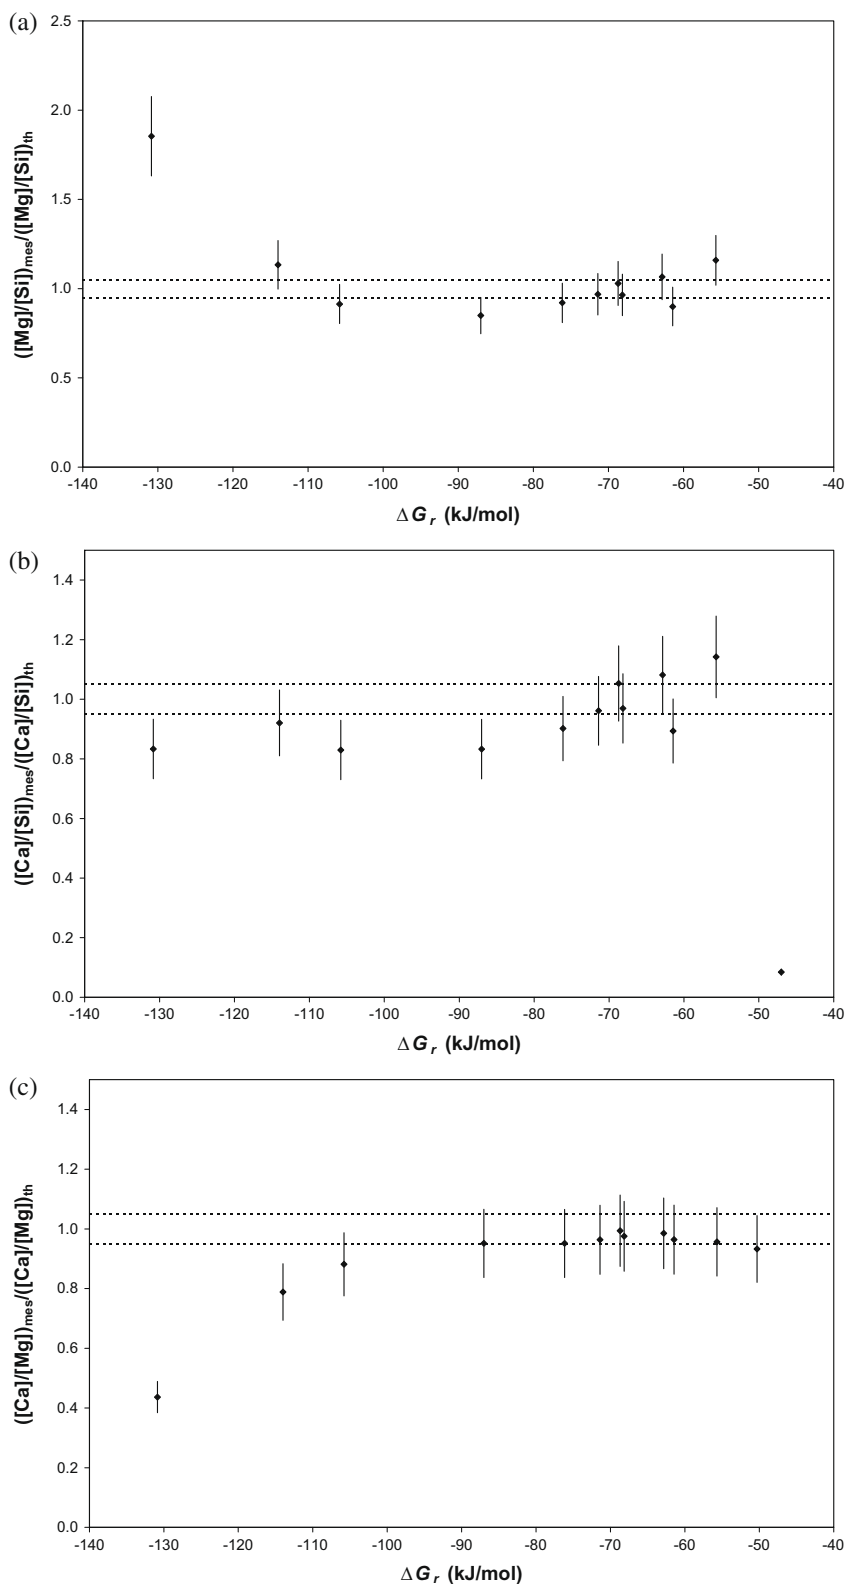 (a)
2.5
2.0
1.5
1.0
0.5
0.0
([Mg]/[Si])mes/([Mg]/[Si])th
-140 -130 -120 -110 -100 -90 -80 -70 -60 -50 -40
ΔGr (kJ/mol)
(b)
1.4
1.2
1.0
0.8
0.6
0.4
0.2
0.0
([Ca]/[Si])mes/([Ca]/[Si])th
-140 -130 -120 -110 -100 -90 -80 -70 -60 -50 -40
ΔGr (kJ/mol)
(c)
1.4
1.2
1.0
0.8
0.6
0.4
0.2
0.0
([Ca]/[Mg])mes/([Ca]/[Mg])th
-140 -130 -120 -110 -100 -90 -80 -70 -60 -50 -40
ΔGr (kJ/mol)